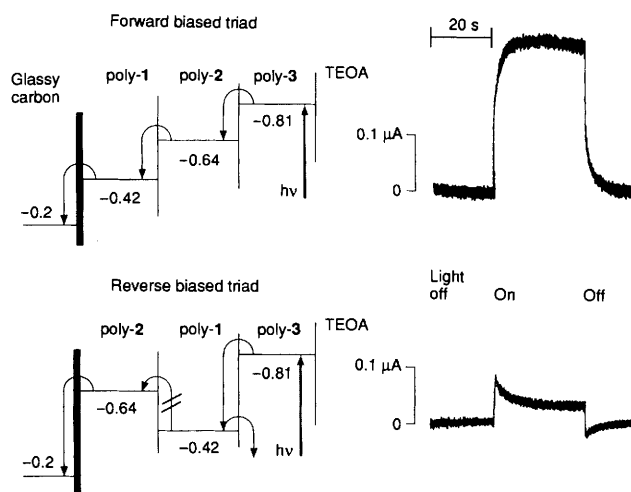 Forward biased triad
Glassy carbon
poly-1 poly-2 poly-3 TEOA
−0.81
−0.64
−0.42
−0.2
hν
20 s
0.1 μA
0
Reverse biased triad
poly-2 poly-1 poly-3 TEOA
−0.81
−0.64
−0.42
−0.2
hν
Light off On Off
0.1 μA
0